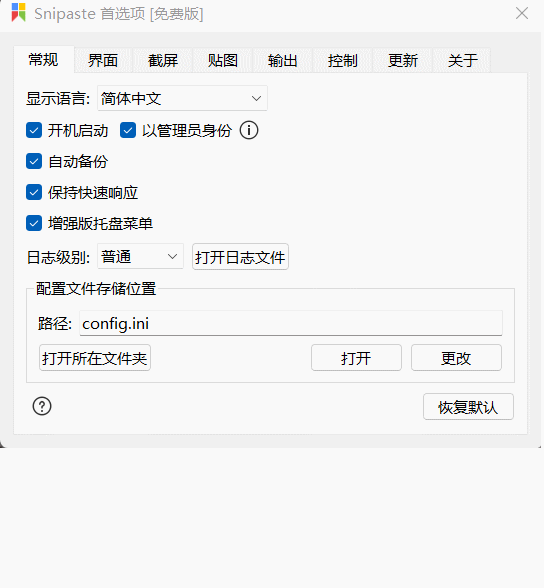 Snipaste 首选项 [免费版]
常规 界面 截屏 贴图 输出 控制 更新 关于
显示语言: 简体中文
开机启动 以管理员身份
自动备份
保持快速响应
增强版托盘菜单
日志级别: 普通 打开日志文件
配置文件存储位置
路径: config.ini
打开所在文件夹 打开 更改
恢复默认